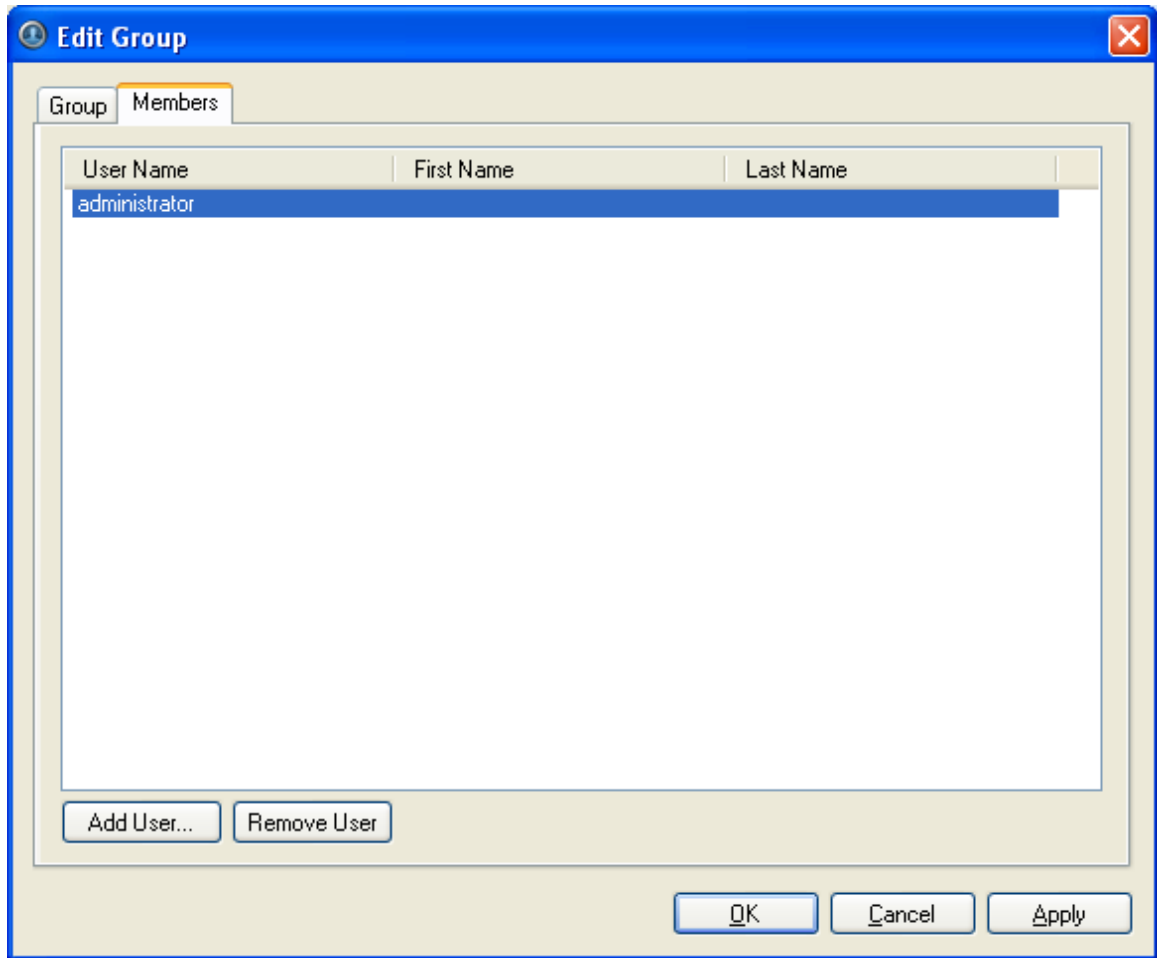 Edit Group
Group Members
User Name First Name Last Name
administrator
Add User... Remove User
OK Cancel Apply